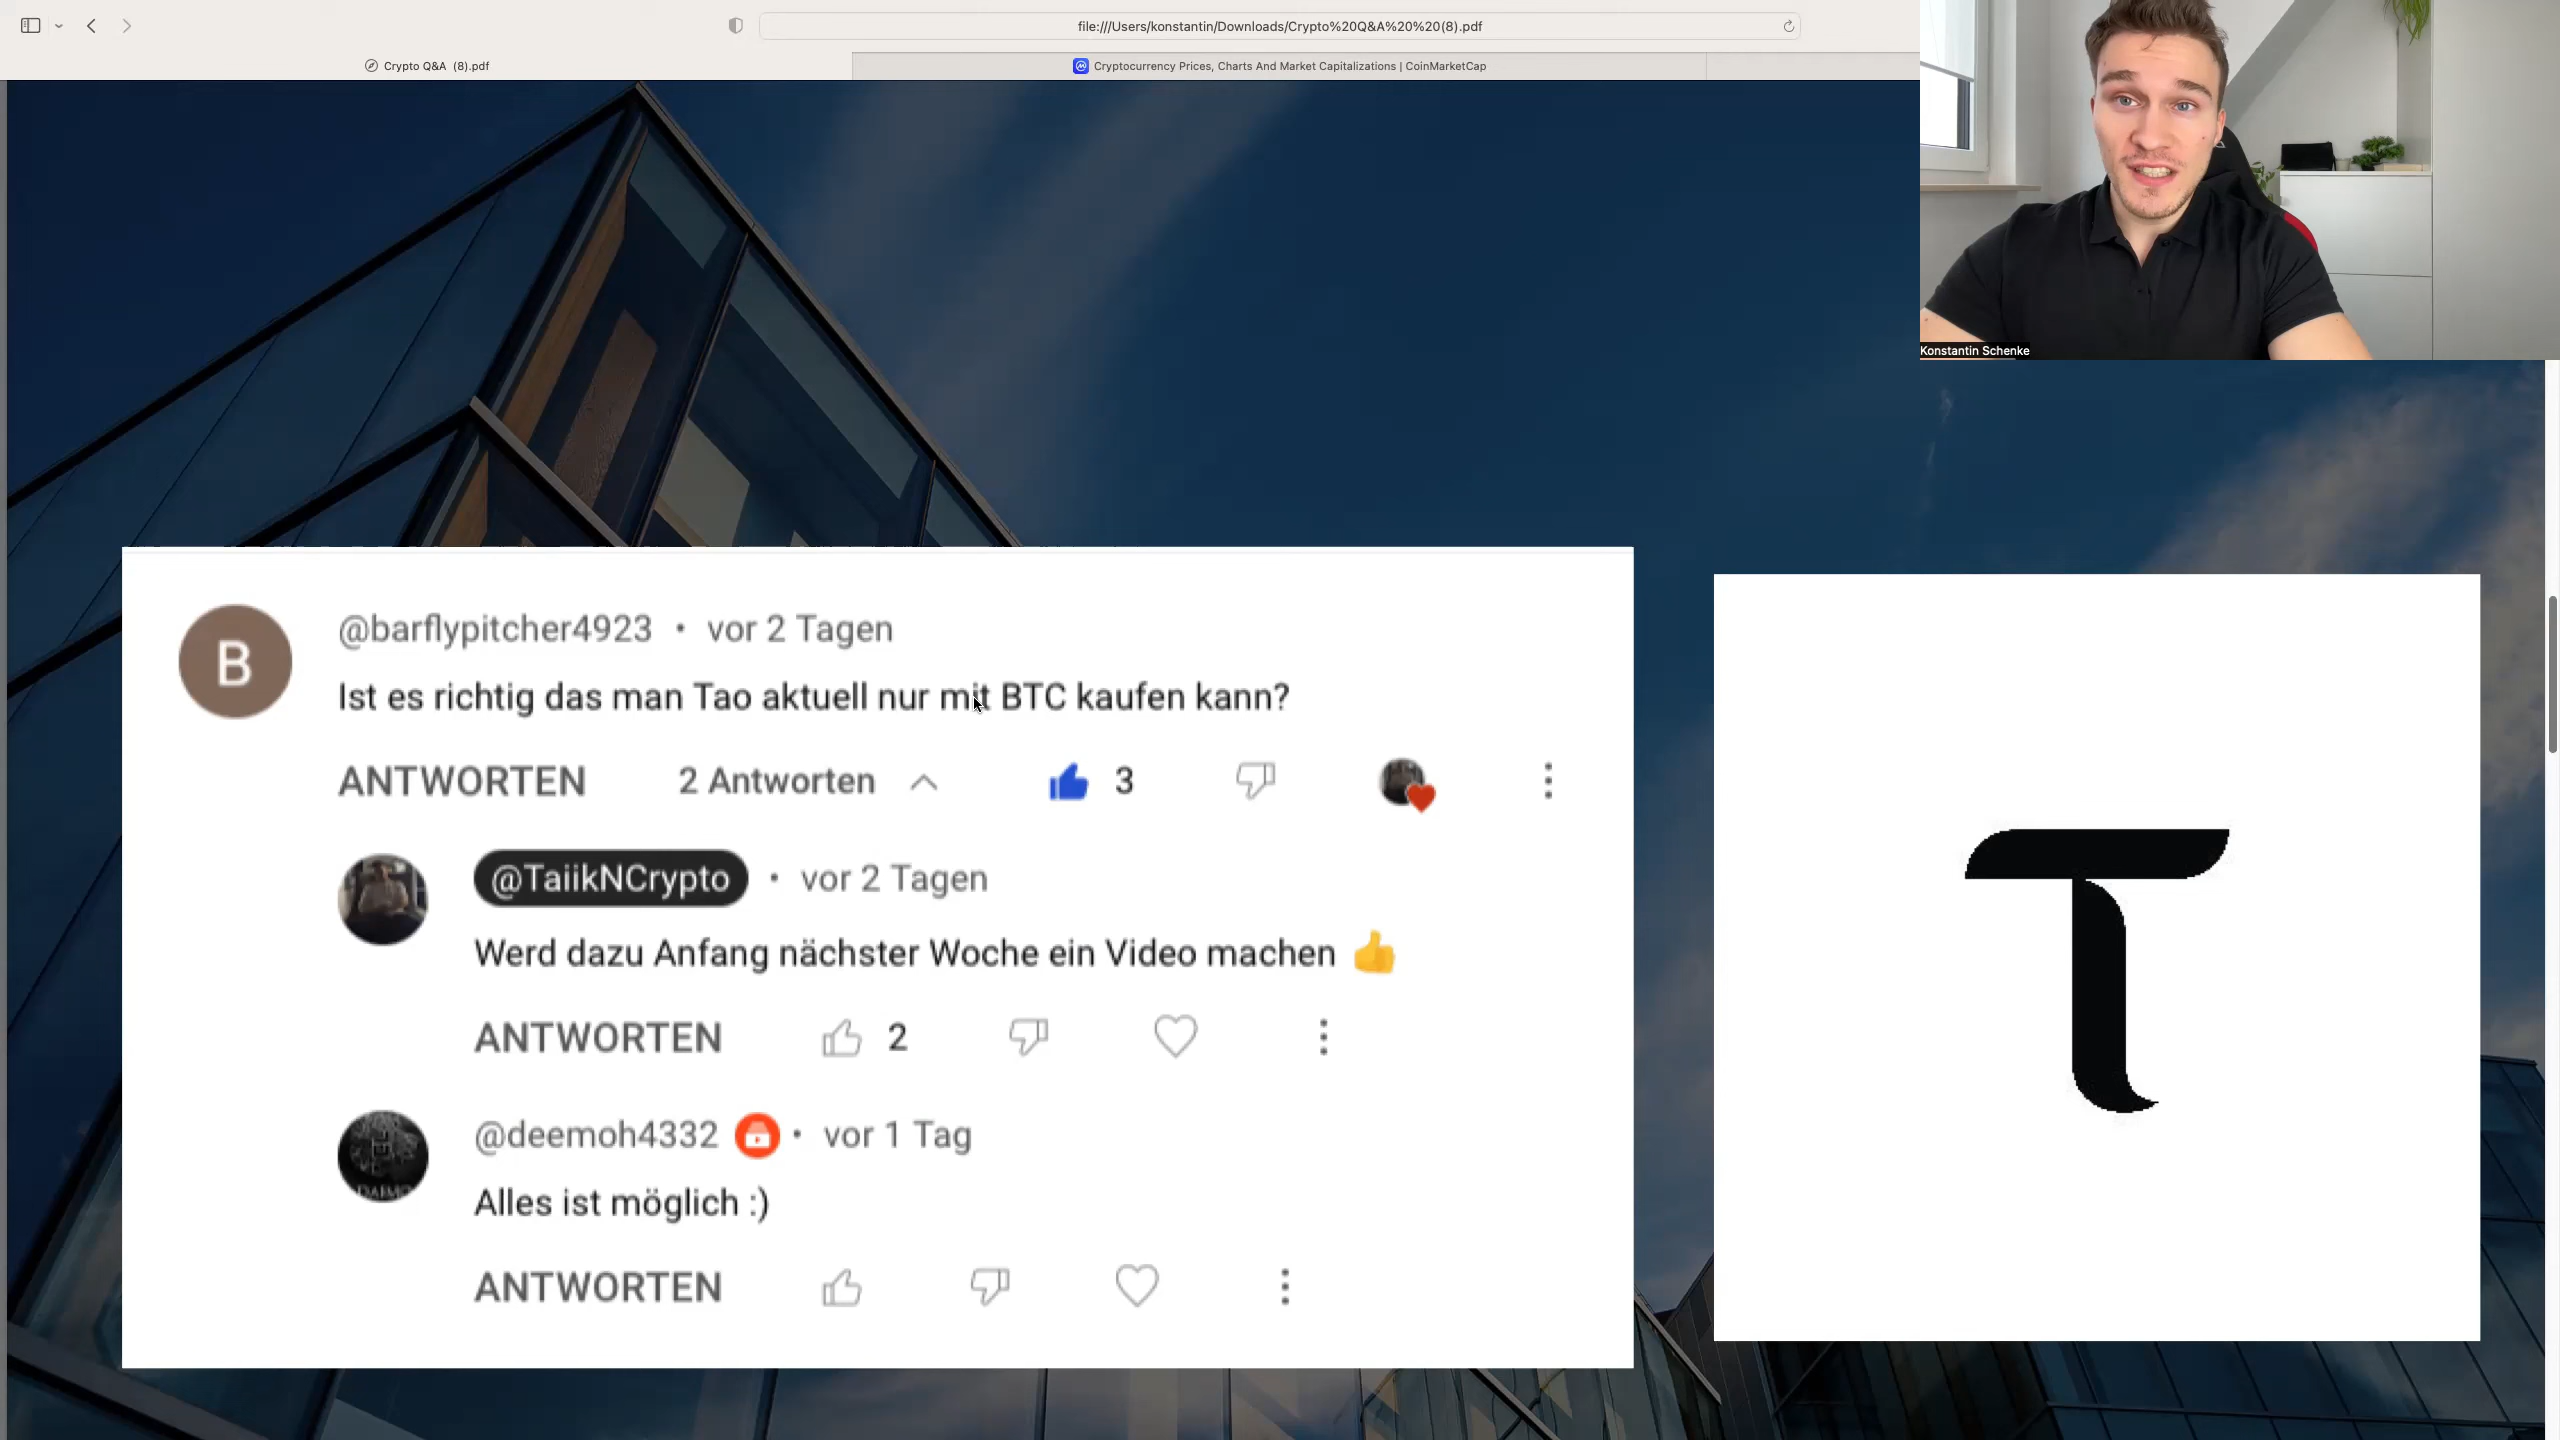 file:///Users/konstantin/Downloads/Crypto%20Q&A%20%20(8).pdf
Crypto Q&A (8).pdf
Cryptocurrency Prices, Charts And Market Capitalizations | CoinMarketCap
Konstantin Schenke
B
@barflypitcher4923 • vor 2 Tagen
Ist es richtig das man Tao aktuell nur mit BTC kaufen kann?
ANTWORTEN 2 Antworten 3
@TaiikNCrypto • vor 2 Tagen
Werd dazu Anfang nächster Woche ein Video machen 👍
ANTWORTEN 2
@deemoh4332 • vor 1 Tag
Alles ist möglich :)
ANTWORTEN